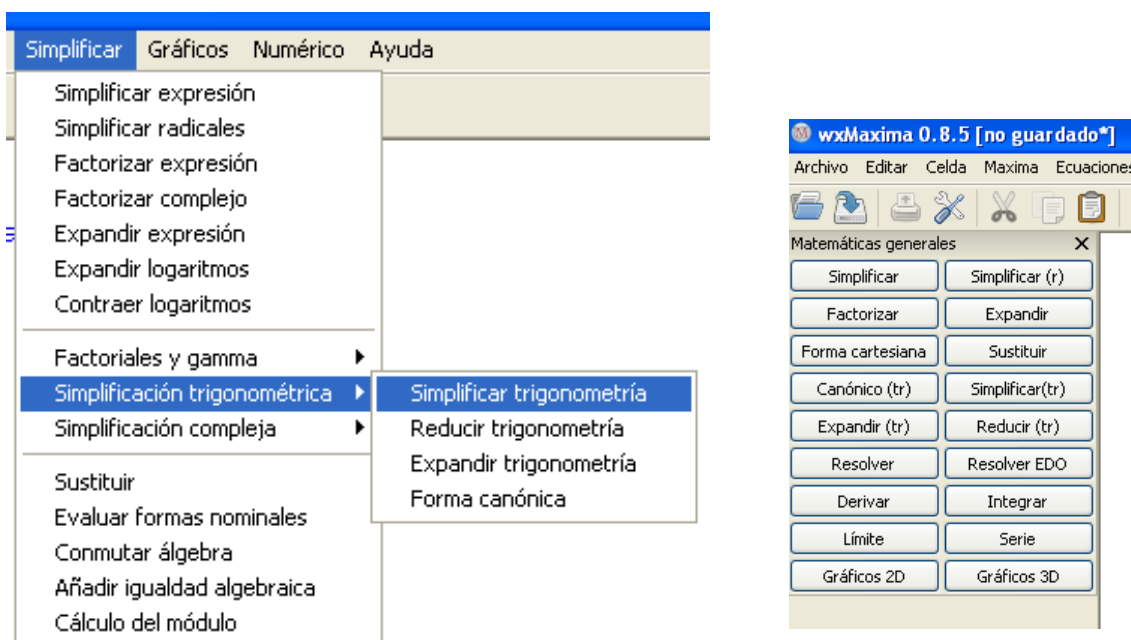 Simplificar Gráficos Numérico Ayuda
Simplificar expresión
Simplificar radicales
Factorizar expresión
Factorizar complejo
Expandir expresión
Expandir logaritmos
Contraer logaritmos
Factoriales y gamma
Simplificación trigonométrica
Simplificación compleja
Sustituir
Evaluar formas nominales
Conmutar álgebra
Añadir igualdad algebraica
Cálculo del módulo
Simplificar trigonometría
Reducir trigonometría
Expandir trigonometría
Forma canónica
wxMaxima 0.8.5 [no guardado*]
Archivo Editar Celda Maxima Ecuaciones
Matemáticas generales X
Simplificar Simplificar (r)
Factorizar Expandir
Forma cartesiana Sustituir
Canónico (tr) Simplificar(tr)
Expandir (tr) Reducir (tr)
Resolver Resolver EDO
Derivar Integrar
Límite Serie
Gráficos 2D Gráficos 3D